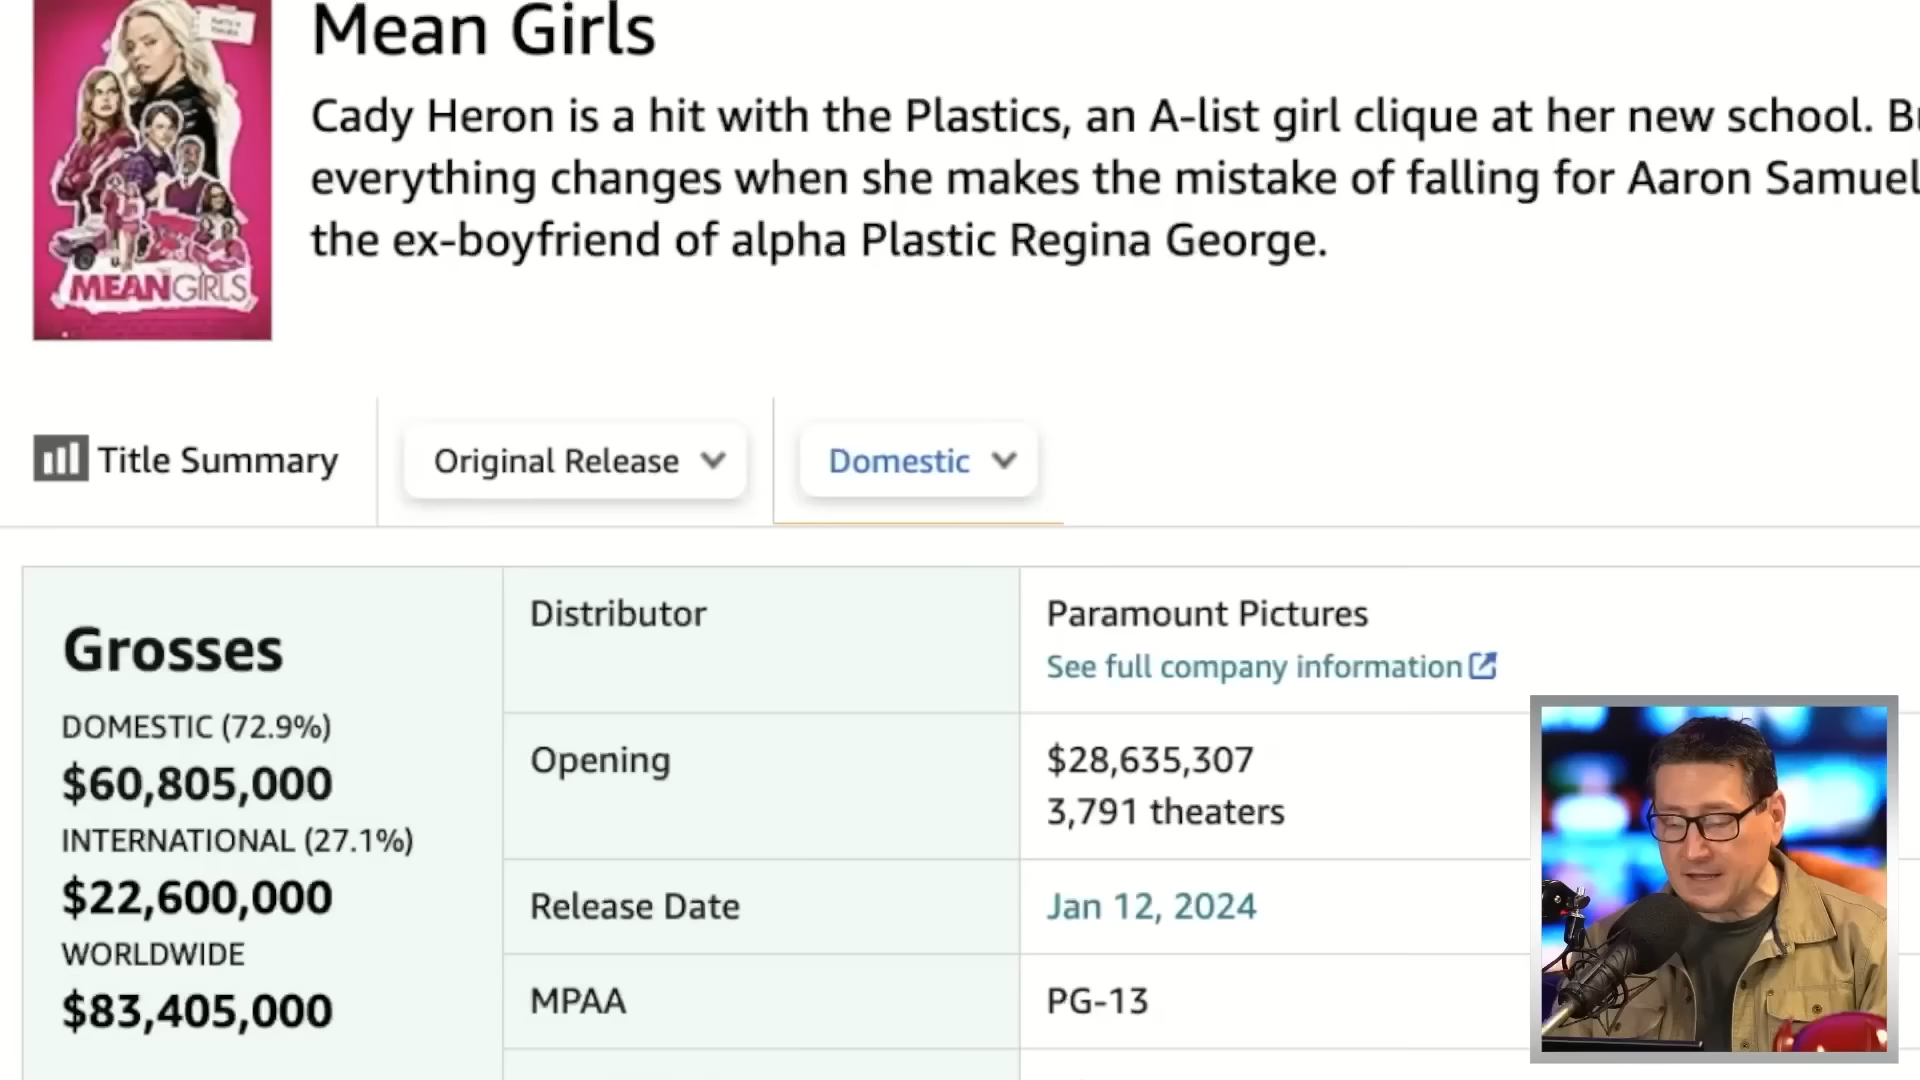 Mean Girls
Cady Heron is a hit with the Plastics, an A-list girl clique at her new school. B
everything changes when she makes the mistake of falling for Aaron Samuel
the ex-boyfriend of alpha Plastic Regina George.
MEAN GIRLS
Title Summary
Original Release
Domestic
Grosses
DOMESTIC (72.9%)
$60,805,000
INTERNATIONAL (27.1%)
$22,600,000
WORLDWIDE
$83,405,000
Distributor
Paramount Pictures
See full company information
Opening
$28,635,307
3,791 theaters
Release Date
Jan 12, 2024
MPAA
PG-13